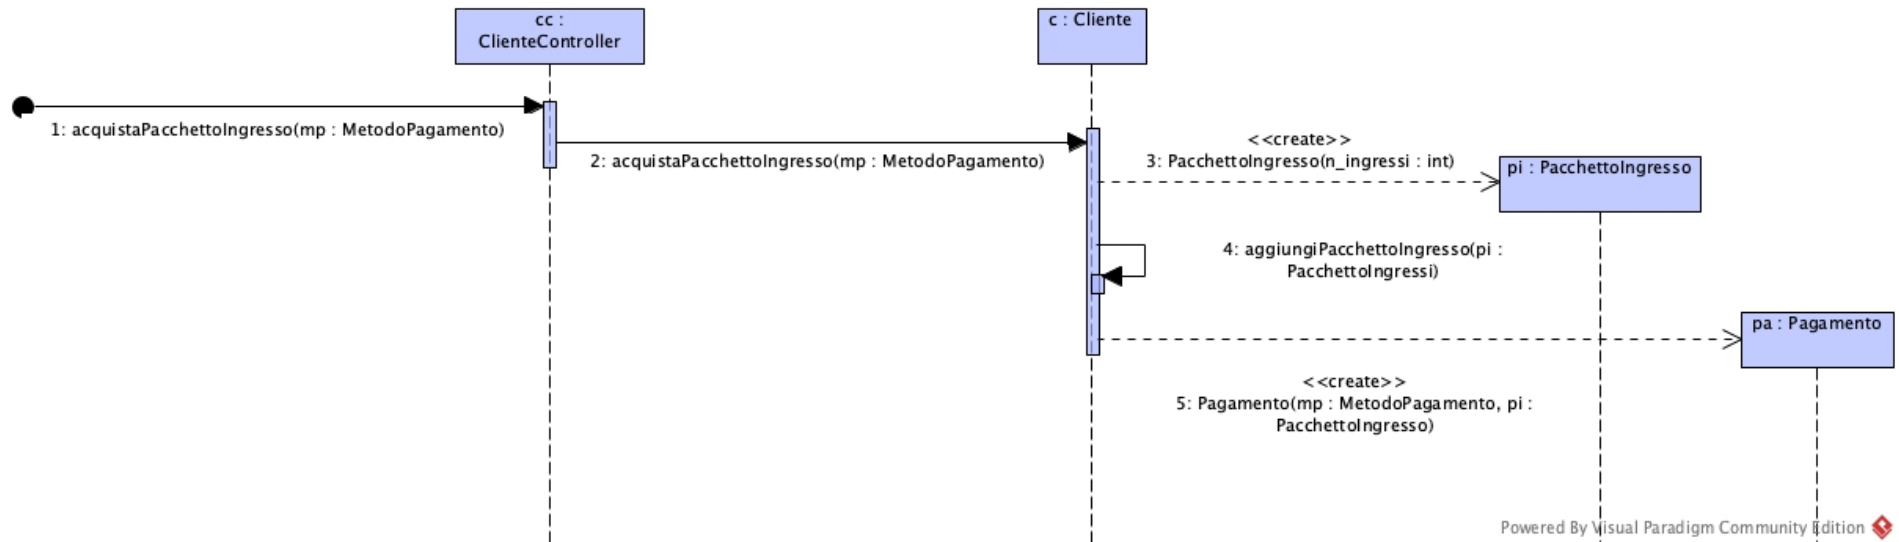 cc :
ClienteController
c : Cliente
1: acquistaPacchettoIngresso(mp : MetodoPagamento)
2: acquistaPacchettoIngresso(mp : MetodoPagamento)
<<create>>
3: PacchettoIngresso(n_ingressi : int)
pi : PacchettoIngresso
4: aggiungiPacchettoIngresso(pi :
PacchettoIngressi)
pa : Pagamento
<<create>>
5: Pagamento(mp : MetodoPagamento, pi :
PacchettoIngresso)
Powered By Visual Paradigm Community Edition